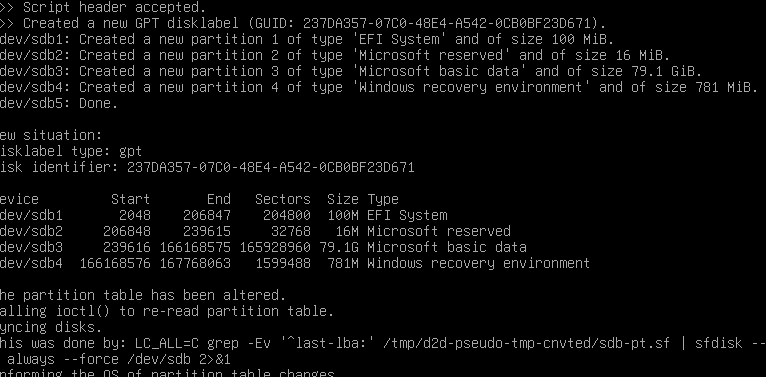 >> Script header accepted.
>> Created a new GPT disklabel (GUID: 237DA357-07C0-48E4-A542-0CB0BF23D671).
dev/sdb1: Created a new partition 1 of type 'EFI System' and of size 100 MiB.
dev/sdb2: Created a new partition 2 of type 'Microsoft reserved' and of size 16 MiB.
dev/sdb3: Created a new partition 3 of type 'Microsoft basic data' and of size 79.1 GiB.
dev/sdb4: Created a new partition 4 of type 'Windows recovery environment' and of size 781 MiB.
dev/sdb5: Done.
ew situation:
isklabel type: gpt
isk identifier: 237DA357-07C0-48E4-A542-0CB0BF23D671
evice Start End Sectors Size Type
dev/sdb1 2048 206847 204800 100M EFI System
dev/sdb2 206848 239615 32768 16M Microsoft reserved
dev/sdb3 239616 166168575 165928960 79.1G Microsoft basic data
dev/sdb4 166168576 167768063 1599488 781M Windows recovery environment
he partition table has been altered.
alling ioctl() to re-read partition table.
yncing disks.
his was done by: LC_ALL=C grep -Ev '^last-lba:' /tmp/d2d-pseudo-tmp-cnvted/sdb-pt.sf | sfdisk --
 always --force /dev/sdb 2>&1
nforming the OS of partition table changes